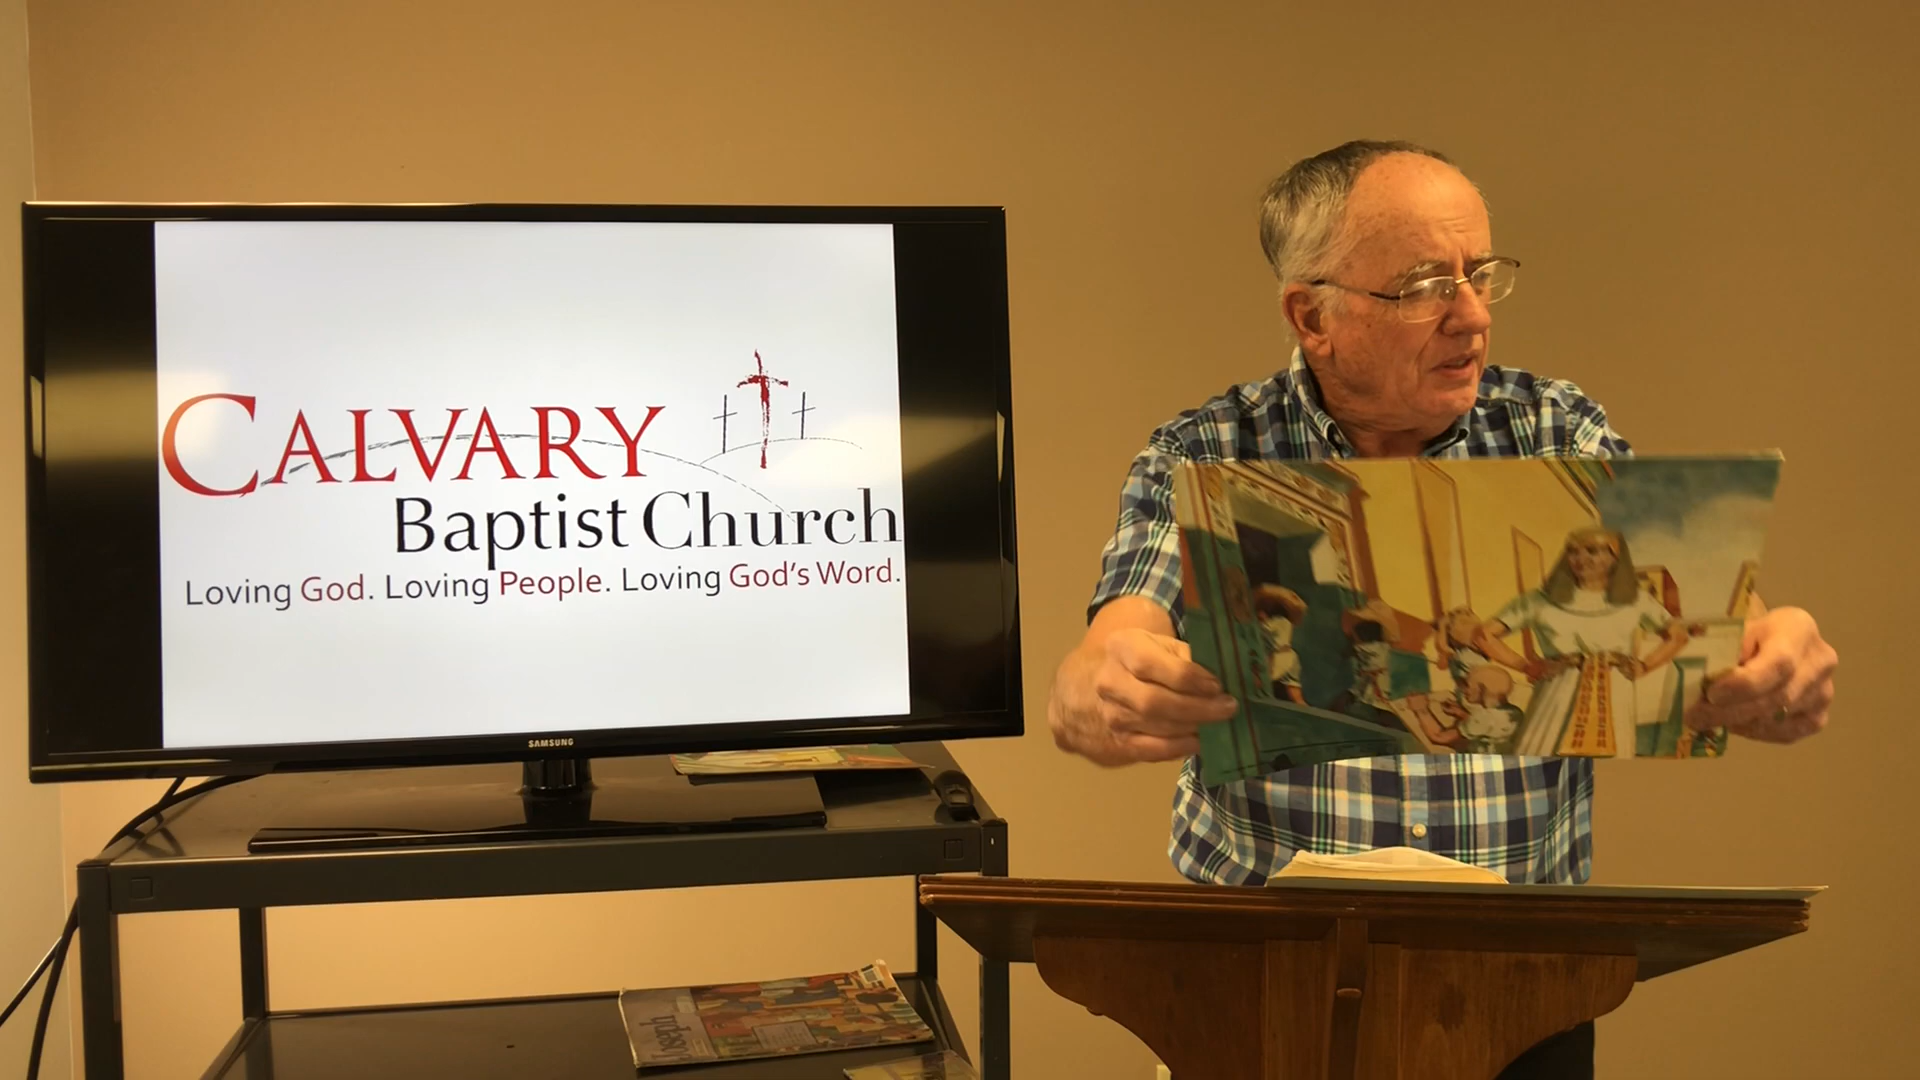 CALVARY
Baptist Church
Loving God. Loving People. Loving God's Word.
SAMSUNG
Joseph